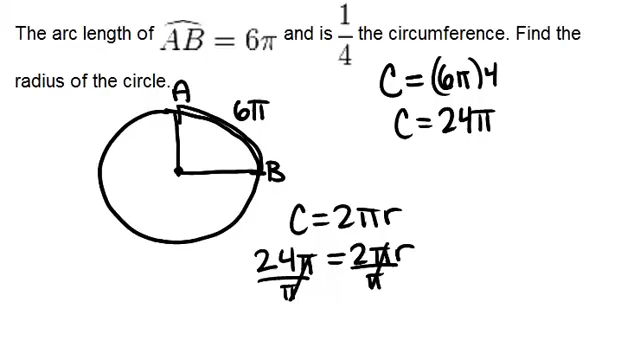 The arc length of AB = 6π and is 1/4 the circumference. Find the
radius of the circle.
C = (6π)4
C = 24π
A
6π
B
C = 2πr
24π = 2πr
π π